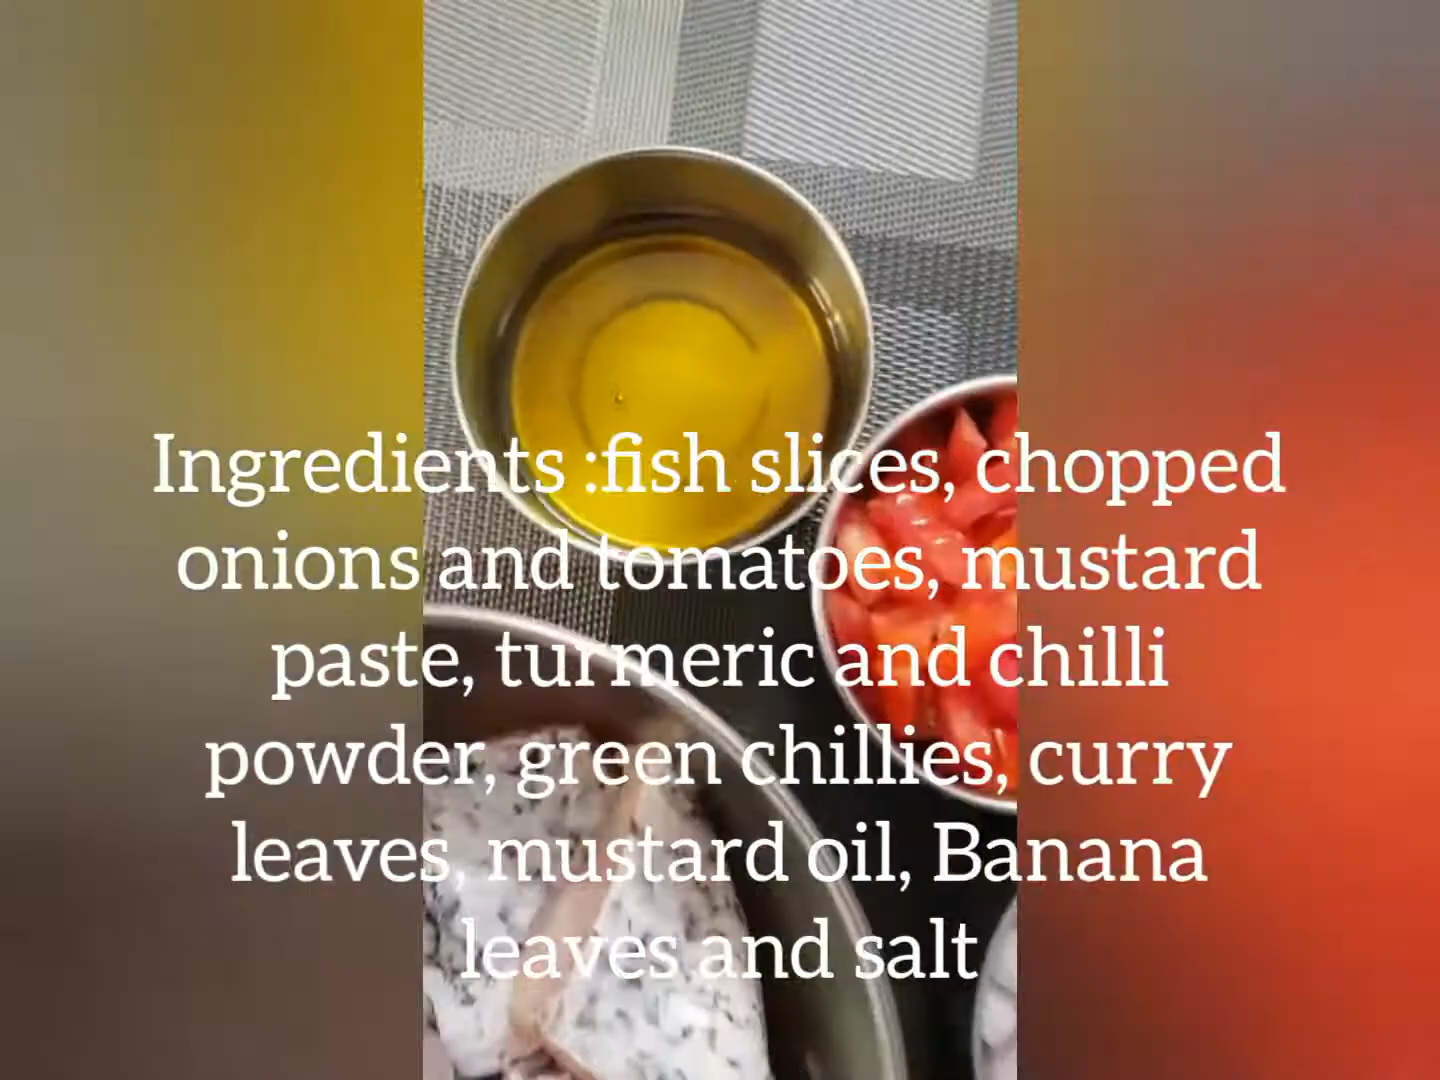 Ingredients :fish slices, chopped
onions and tomatoes, mustard
paste, turmeric and chilli
powder, green chillies, curry
leaves, mustard oil, Banana
leaves and salt